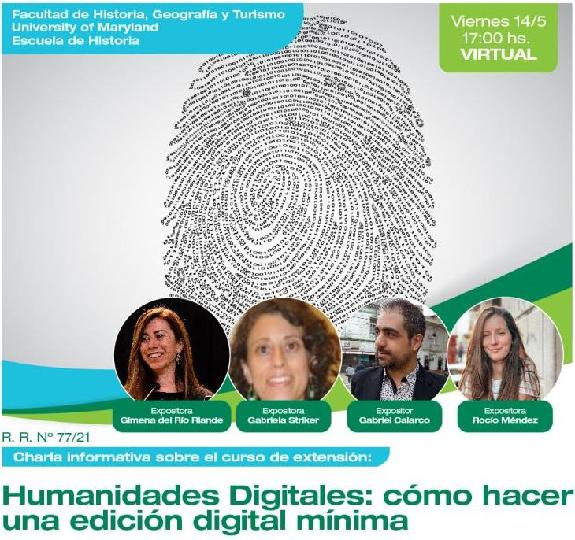 Facultad de Historia, Geografía y Turismo
University of Maryland
Escuela de Historia
Viernes 14/5
17:00 hs.
VIRTUAL
Expositora
Gimena del Río Riande
Expositora
Gabriela Striker
Expositor
Gabriel Calarco
Expositora
Rocío Méndez
R. R. Nº 77/21
Charla informativa sobre el curso de extensión:
Humanidades Digitales: cómo hacer
una edición digital mínima